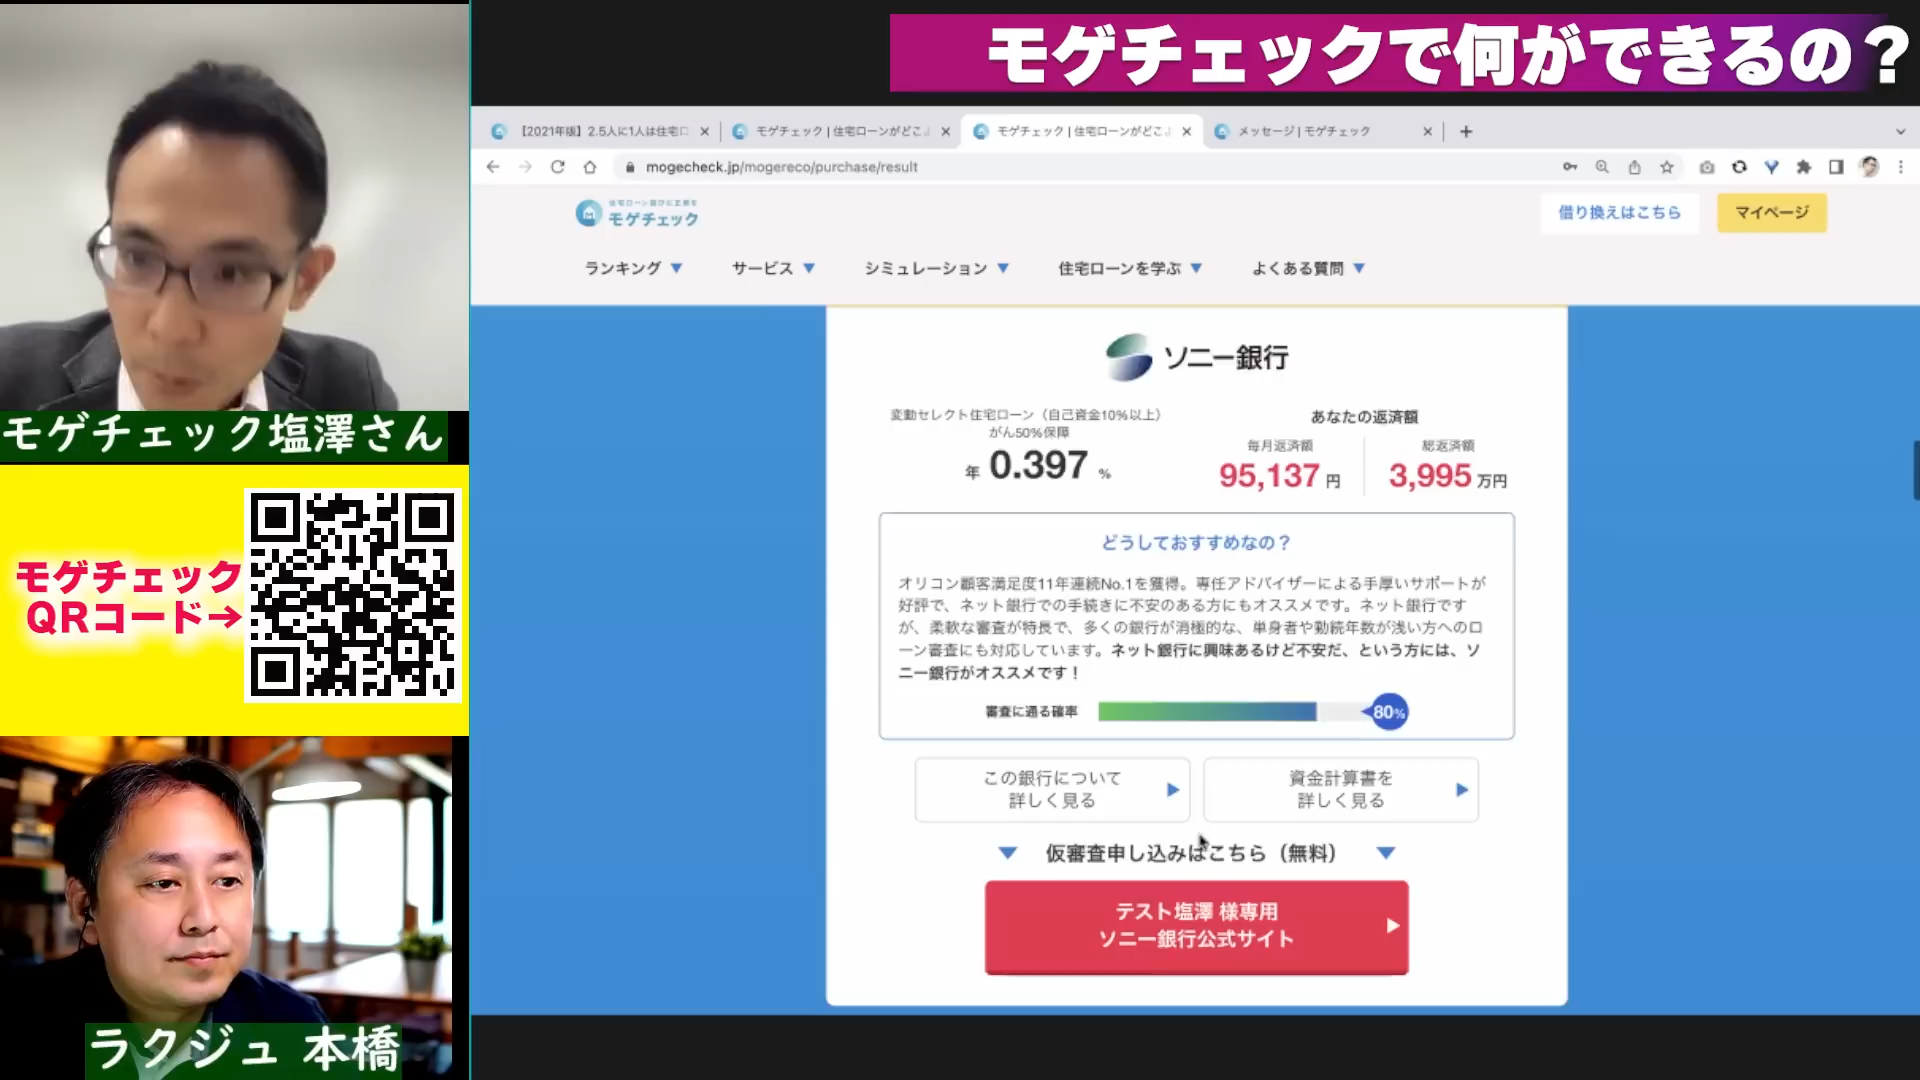 モゲチェックで何ができるの？
モゲチェック塩澤さん
モゲチェック
QRコード→
ラクジュ 本橋
【2021年版】2.5人に1人は住宅ロ
モゲチェック | 住宅ローンがどこ
モゲチェック | 住宅ローンがどこ
メッセージ | モゲチェック
mogecheck.jp/mogereco/purchase/result
モゲチェック
借り換えはこちら
マイページ
ランキング ▼ サービス ▼ シミュレーション ▼ 住宅ローンを学ぶ ▼ よくある質問 ▼
ソニー銀行
変動セレクト住宅ローン（自己資金10%以上）
がん50%保障
年 0.397 %
あなたの返済額
毎月返済額
95,137 円
総返済額
3,995 万円
どうしておすすめなの？
オリコン顧客満足度11年連続No.1を獲得。専任アドバイザーによる手厚いサポートが
好評で、ネット銀行での手続きに不安のある方にもオススメです。ネット銀行です
が、柔軟な審査が特長で、多くの銀行が消極的な、単身者や勤続年数が浅い方へのロ
ーン審査にも対応しています。ネット銀行に興味あるけど不安だ、という方には、ソ
ニー銀行がオススメです！
審査に通る確率
80%
この銀行について
詳しく見る
資金計算書を
詳しく見る
仮審査申し込みはこちら（無料）
テスト塩澤 様専用
ソニー銀行公式サイト